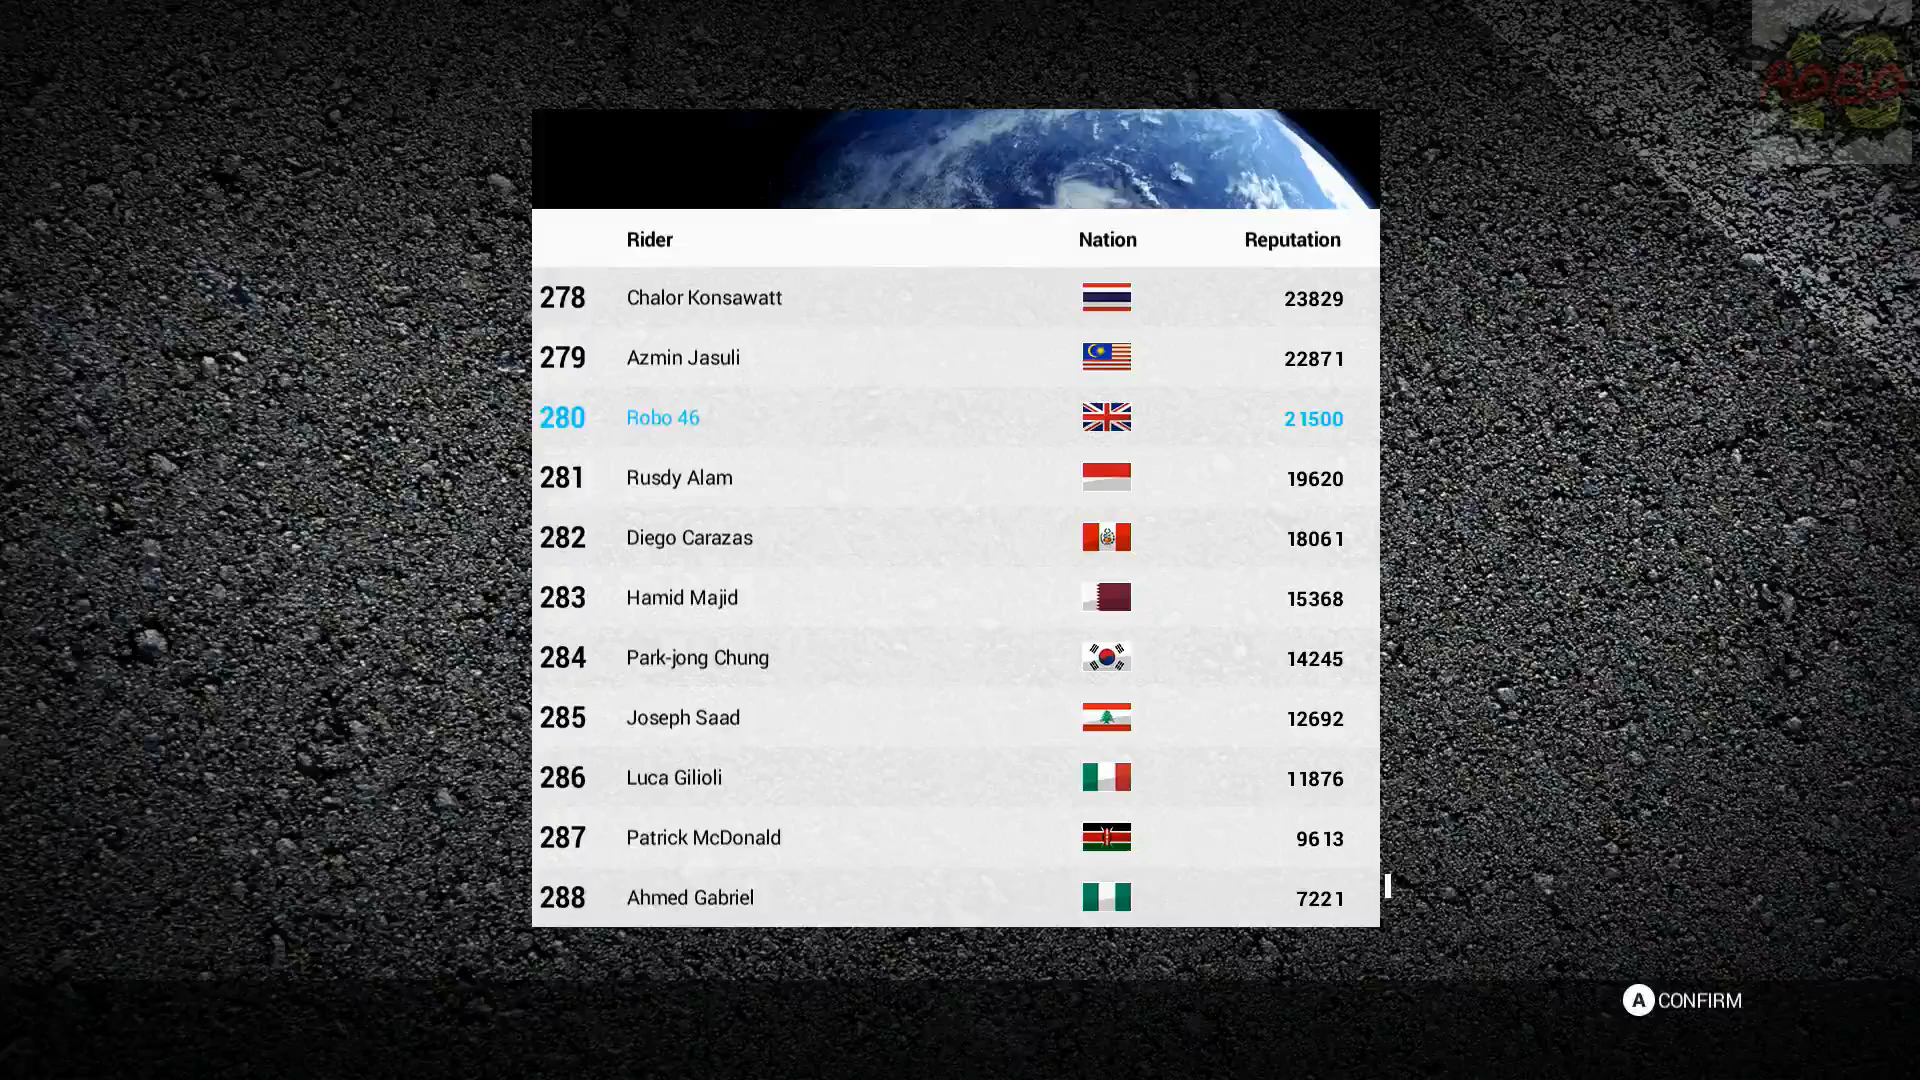 ROBO
46
Rider Nation Reputation
278 Chalor Konsawatt 23829
279 Azmin Jasuli 22871
280 Robo 46 21500
281 Rusdy Alam 19620
282 Diego Carazas 18061
283 Hamid Majid 15368
284 Park-jong Chung 14245
285 Joseph Saad 12692
286 Luca Gilioli 11876
287 Patrick McDonald 9613
288 Ahmed Gabriel 7221
A CONFIRM